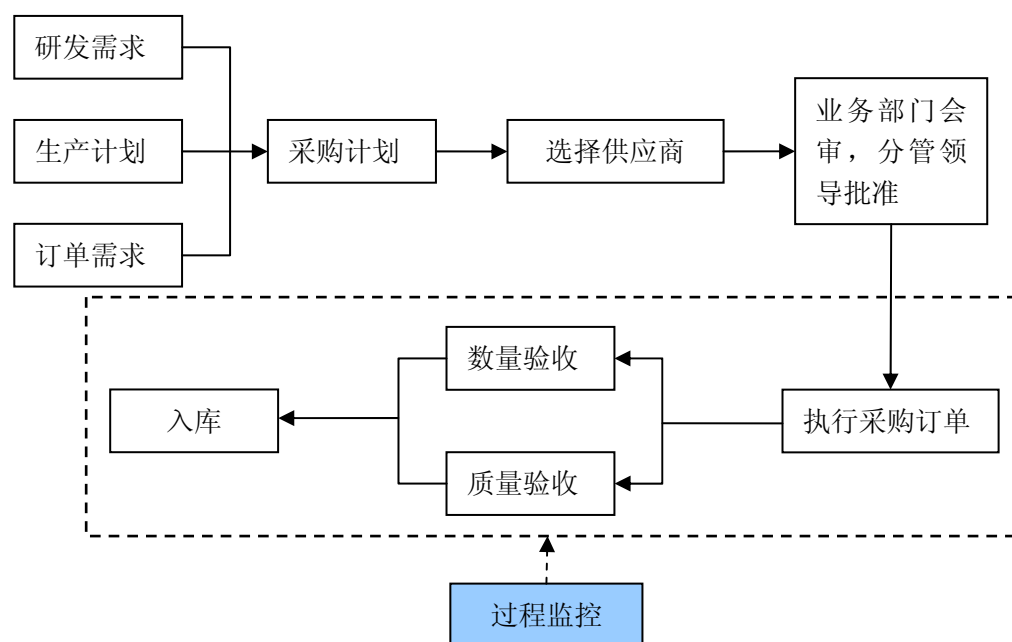 研发需求
生产计划
订单需求
采购计划
选择供应商
业务部门会
审，分管领
导批准
执行采购订单
数量验收
质量验收
入库
过程监控